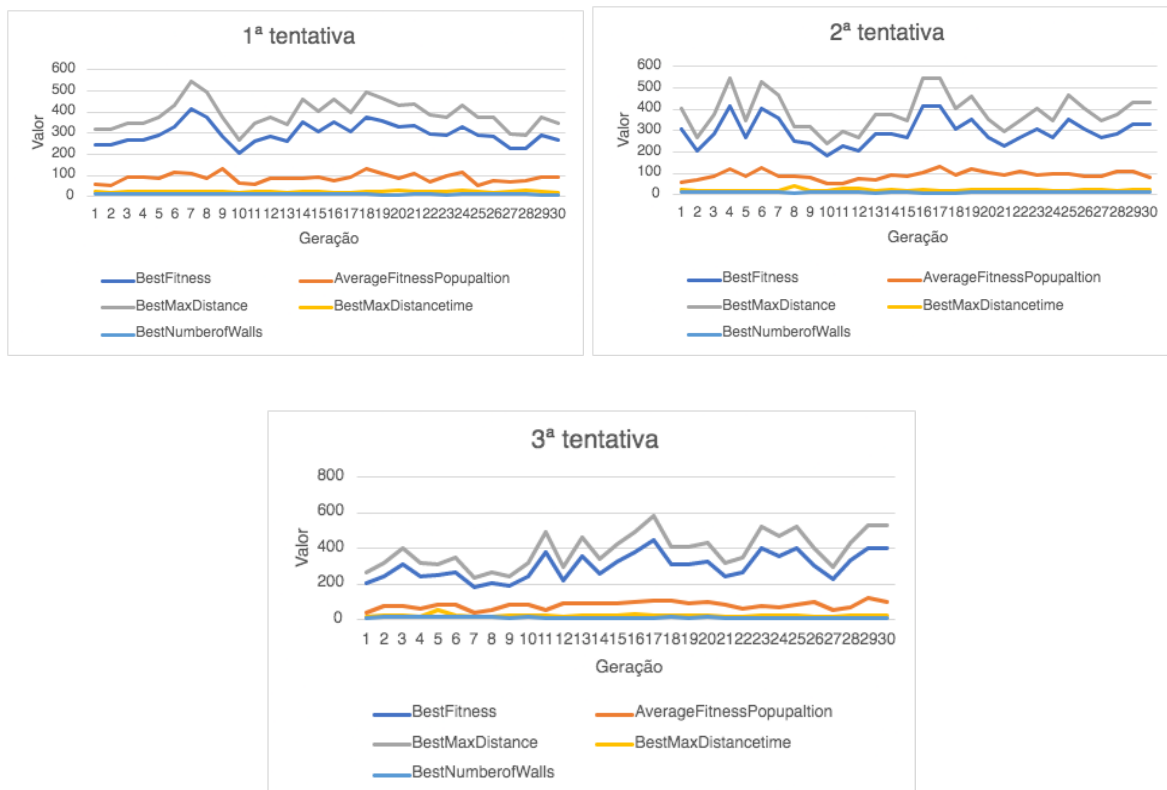 1ª tentativa
600
500
400
300
200
100
0
Valor
1 2 3 4 5 6 7 8 9 10 11 12 13 14 15 16 17 18 19 20 21 22 23 24 25 26 27 28 29 30
Geração
BestFitness AverageFitnessPopupaltion
BestMaxDistance BestMaxDistancetime
BestNumberofWalls
2ª tentativa
600
500
400
300
200
100
0
Valor
1 2 3 4 5 6 7 8 9 10 11 12 13 14 15 16 17 18 19 20 21 22 23 24 25 26 27 28 29 30
Geração
BestFitness AverageFitnessPopupaltion
BestMaxDistance BestMaxDistancetime
BestNumberofWalls
3ª tentativa
800
600
400
200
0
Valor
1 2 3 4 5 6 7 8 9 10 11 12 13 14 15 16 17 18 19 20 21 22 23 24 25 26 27 28 29 30
Geração
BestFitness AverageFitnessPopupaltion
BestMaxDistance BestMaxDistancetime
BestNumberofWalls